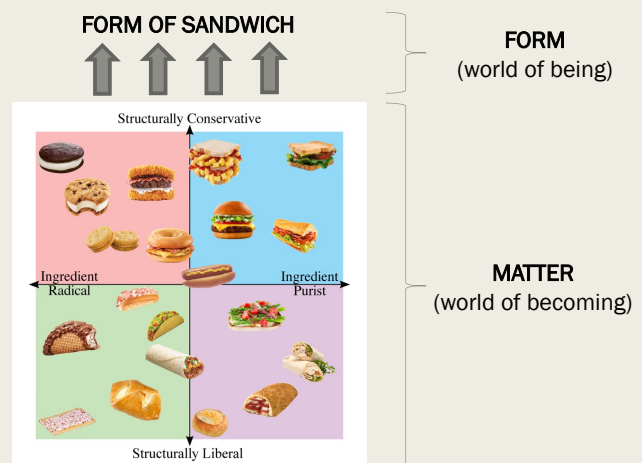 FORM OF SANDWICH
FORM
(world of being)
Structurally Conservative
Ingredient
Radical
Ingredient
Purist
MATTER
(world of becoming)
Structurally Liberal